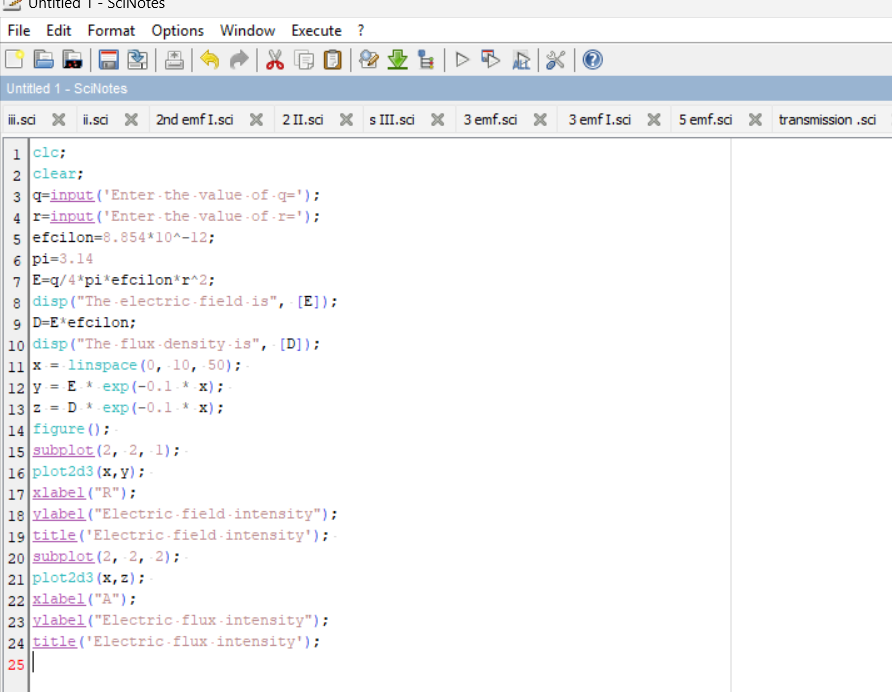 Untitled 1 - SciNotes
File Edit Format Options Window Execute ?
Untitled 1 - SciNotes
iii.sci ii.sci 2nd emf I.sci 2 II.sci s III.sci 3 emf.sci 3 emf I.sci 5 emf.sci transmission .sci
1 clc;
2 clear;
3 q=input('Enter the value of q=');
4 r=input('Enter the value of r=');
5 efcilon=8.854*10^-12;
6 pi=3.14
7 E=q/4*pi*efcilon*r^2;
8 disp("The electric field is", [E]);
9 D=E*efcilon;
10 disp("The flux density is", [D]);
11 x = linspace(0, 10, 50);
12 y = E * exp(-0.1 * x);
13 z = D * exp(-0.1 * x);
14 figure();
15 subplot(2, 2, 1);
16 plot2d3(x,y);
17 xlabel("R");
18 ylabel("Electric field intensity");
19 title('Electric field intensity');
20 subplot(2, 2, 2);
21 plot2d3(x,z);
22 xlabel("A");
23 ylabel("Electric flux intensity");
24 title('Electric flux intensity');
25